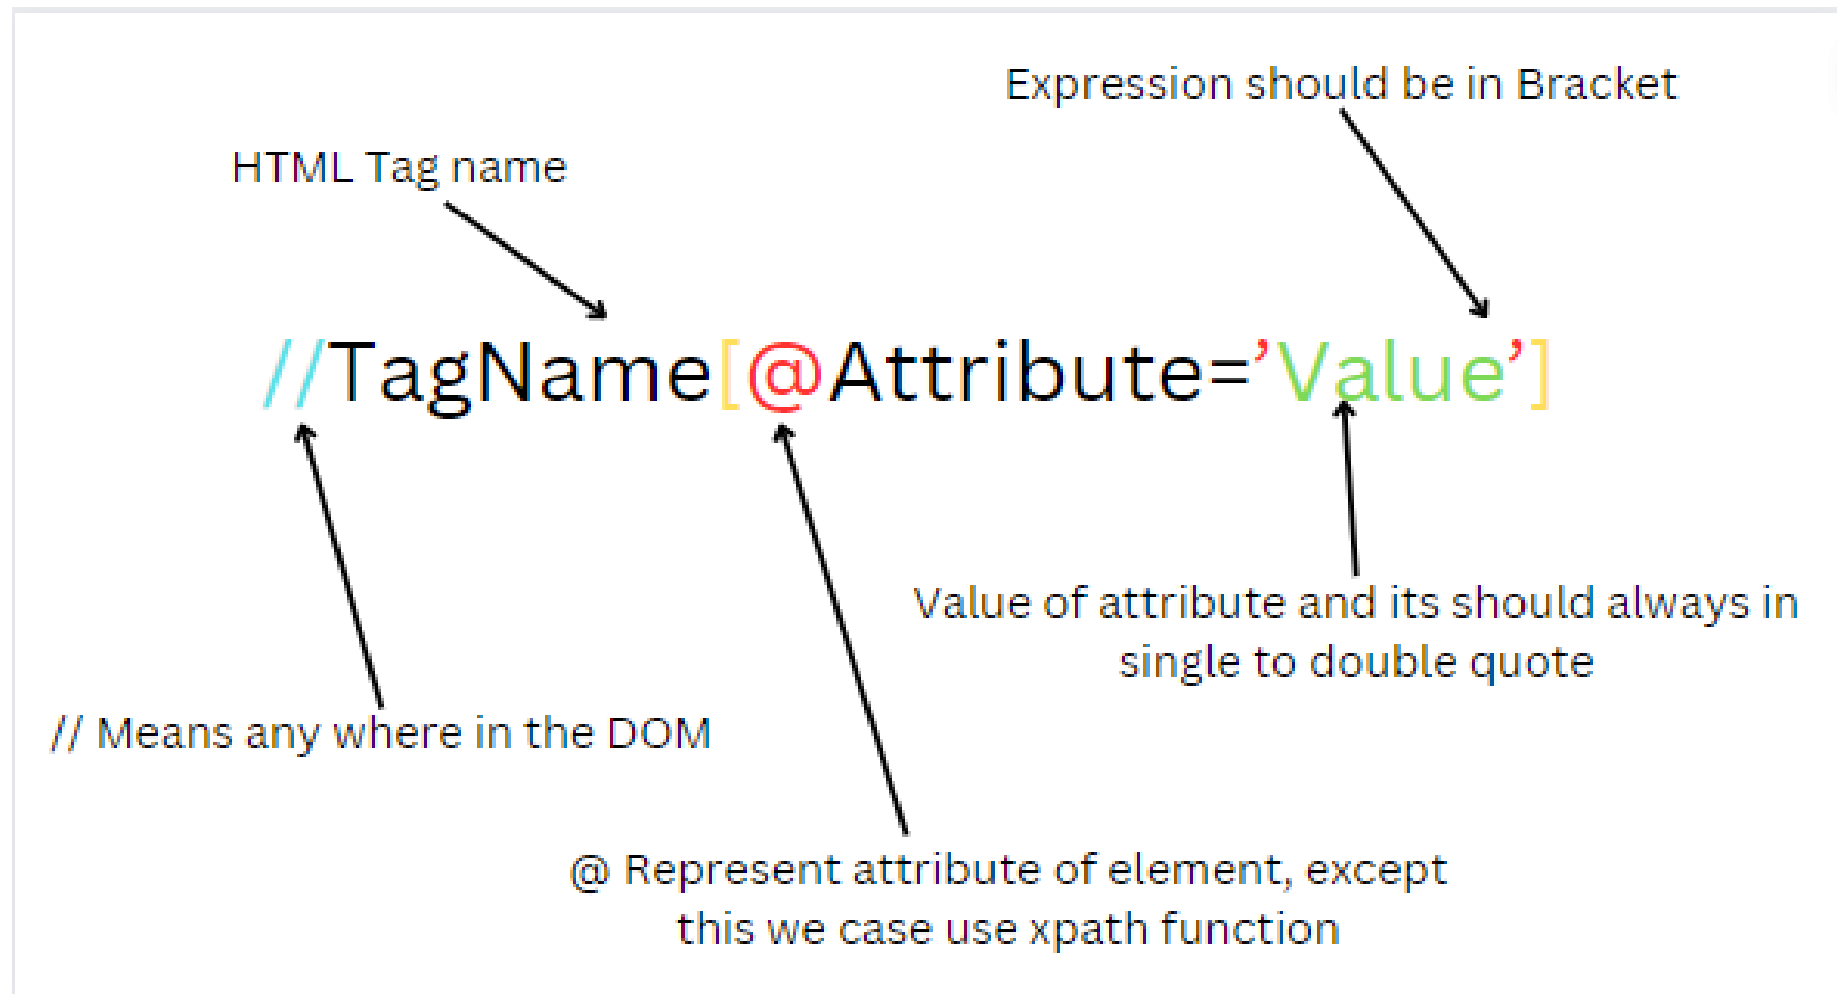 Expression should be in Bracket
HTML Tag name
//TagName[@Attribute=’Value’]
Value of attribute and its should always in
single to double quote
// Means any where in the DOM
@ Represent attribute of element, except
this we case use xpath function